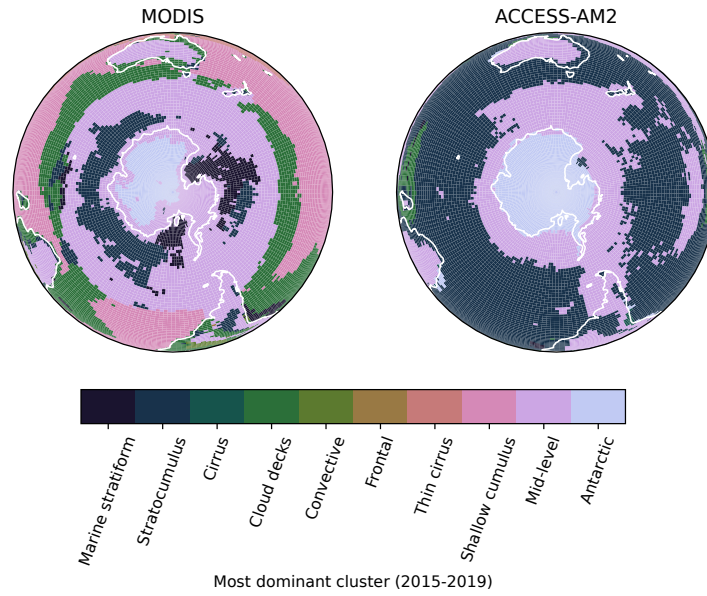 MODIS
ACCESS-AM2
Marine stratiform
Stratocumulus
Cirrus
Cloud decks
Convective
Frontal
Thin cirrus
Shallow cumulus
Mid-level
Antarctic
Most dominant cluster (2015-2019)